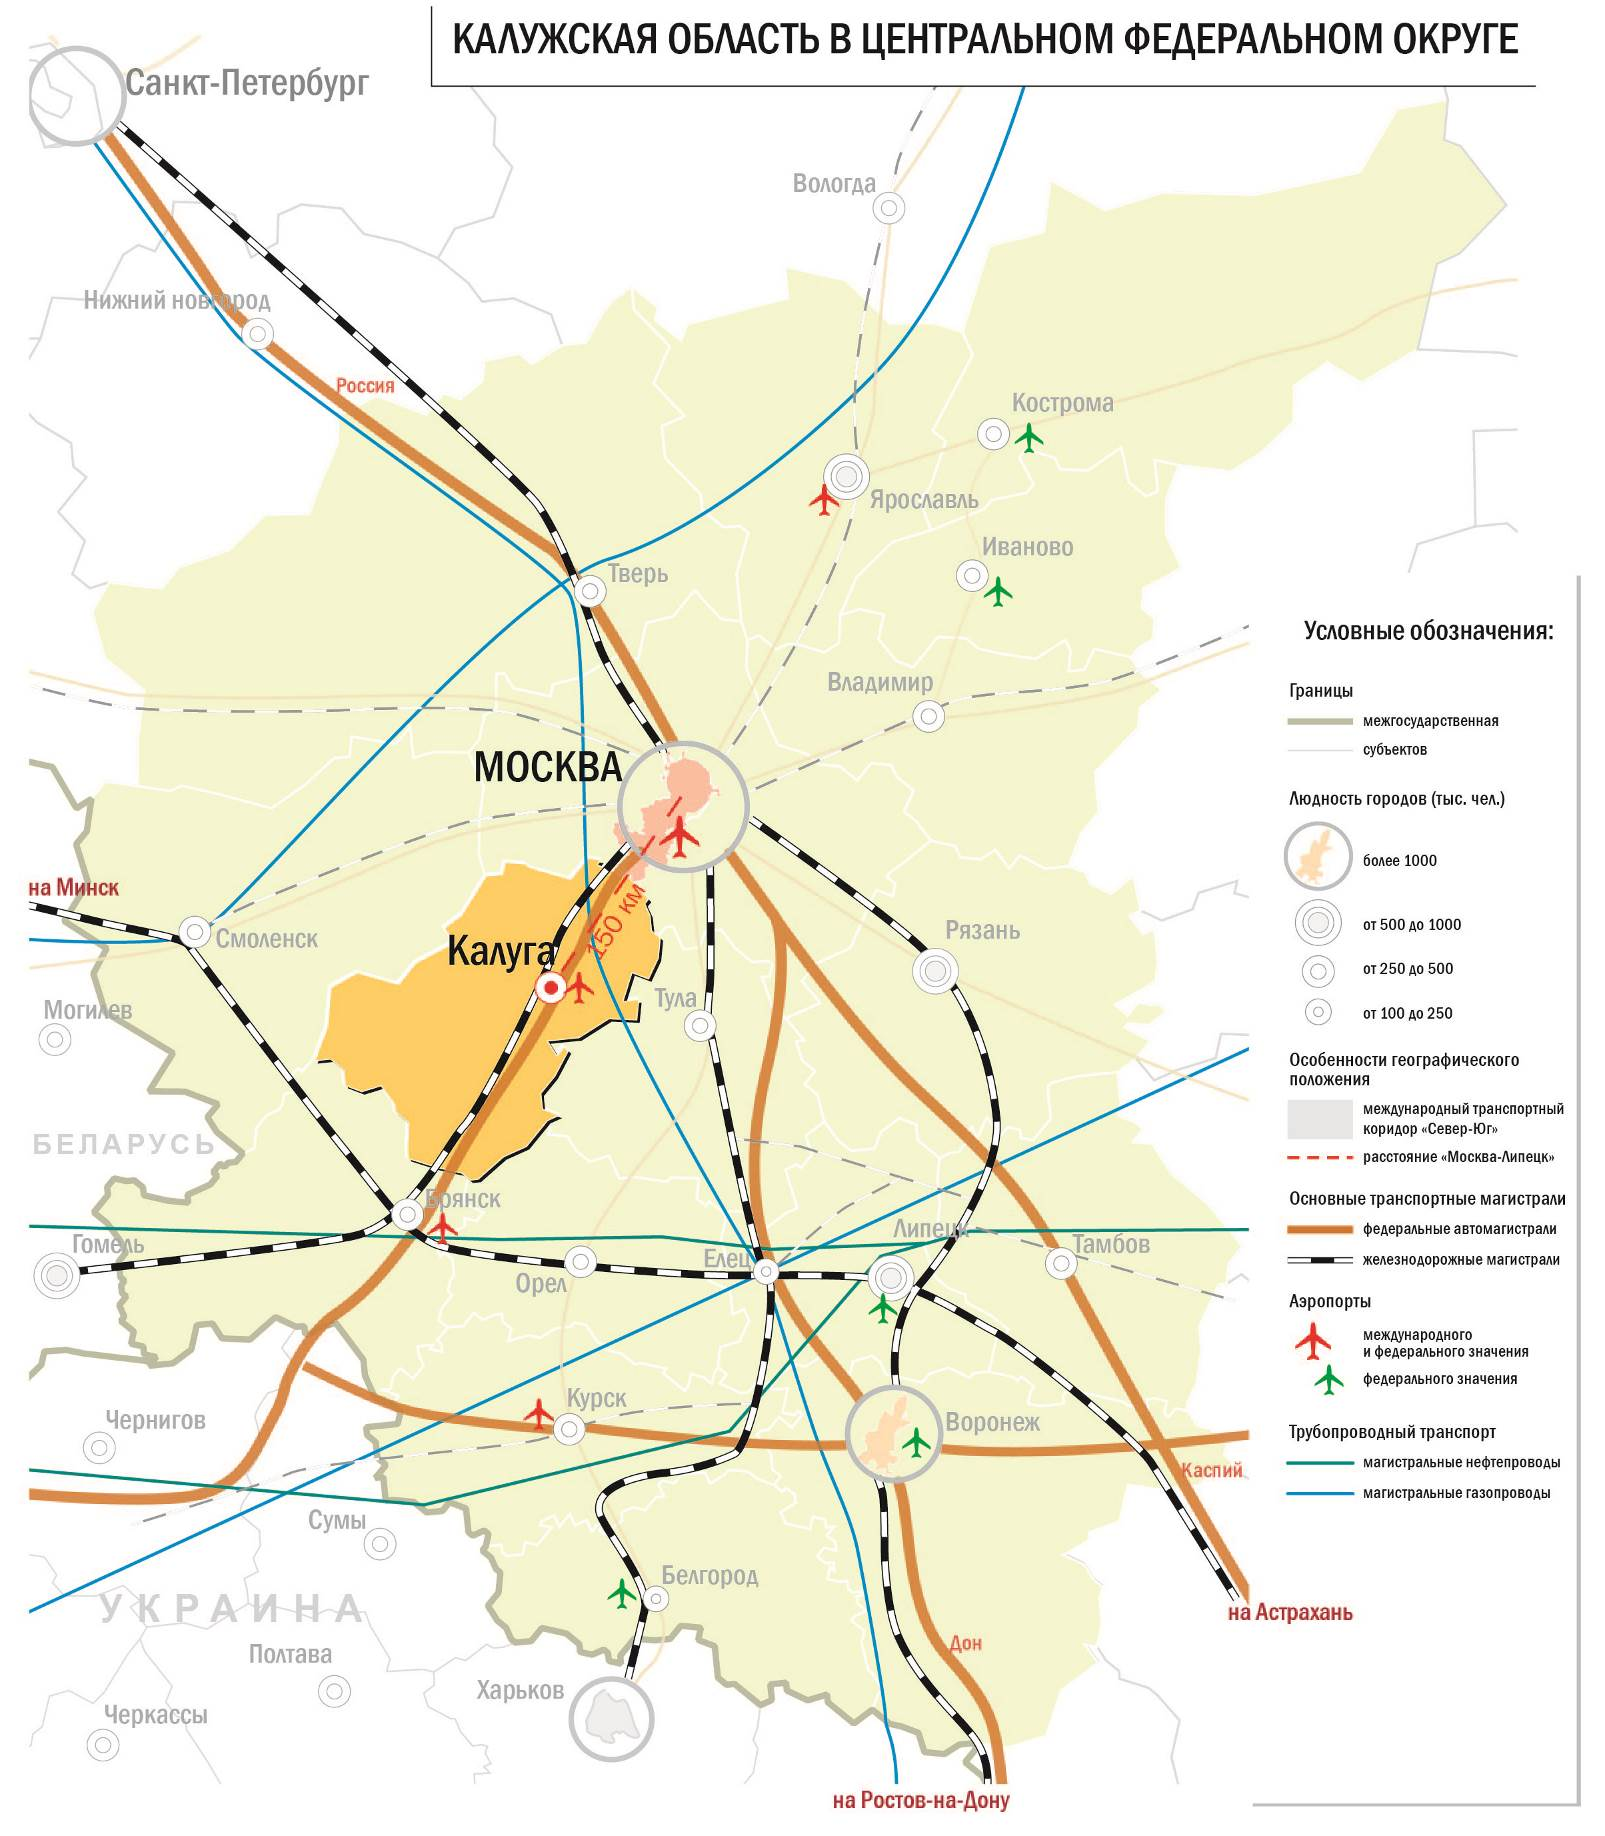 КАЛУЖСКАЯ ОБЛАСТЬ В ЦЕНТРАЛЬНОМ ФЕДЕРАЛЬНОМ ОКРУГЕ
Санкт-Петербург
Вологда
Нижний новгород
Россия
Кострома
Ярославль
Иваново
Тверь
Владимир
МОСКВА
на Минск
150 км
Калуга
Смоленск
Рязань
Тула
Могилев
БЕЛАРУСЬ
Брянск
Гомель
Орел
Елец
Липецк
Тамбов
Чернигов
Курск
Воронеж
Каспий
Сумы
Белгород
УКРАИНА
на Астрахань
Дон
Полтава
Харьков
Черкассы
на Ростов-на-Дону
Условные обозначения:
Границы
межгосударственная
субъектов
Людность городов (тыс. чел.)
более 1000
от 500 до 1000
от 250 до 500
от 100 до 250
Особенности географического
положения
международный транспортный
коридор «Север-Юг»
расстояние «Москва-Липецк»
Основные транспортные магистрали
федеральные автомагистрали
железнодорожные магистрали
Аэропорты
международного
и федерального значения
федерального значения
Трубопроводный транспорт
магистральные нефтепроводы
магистральные газопроводы